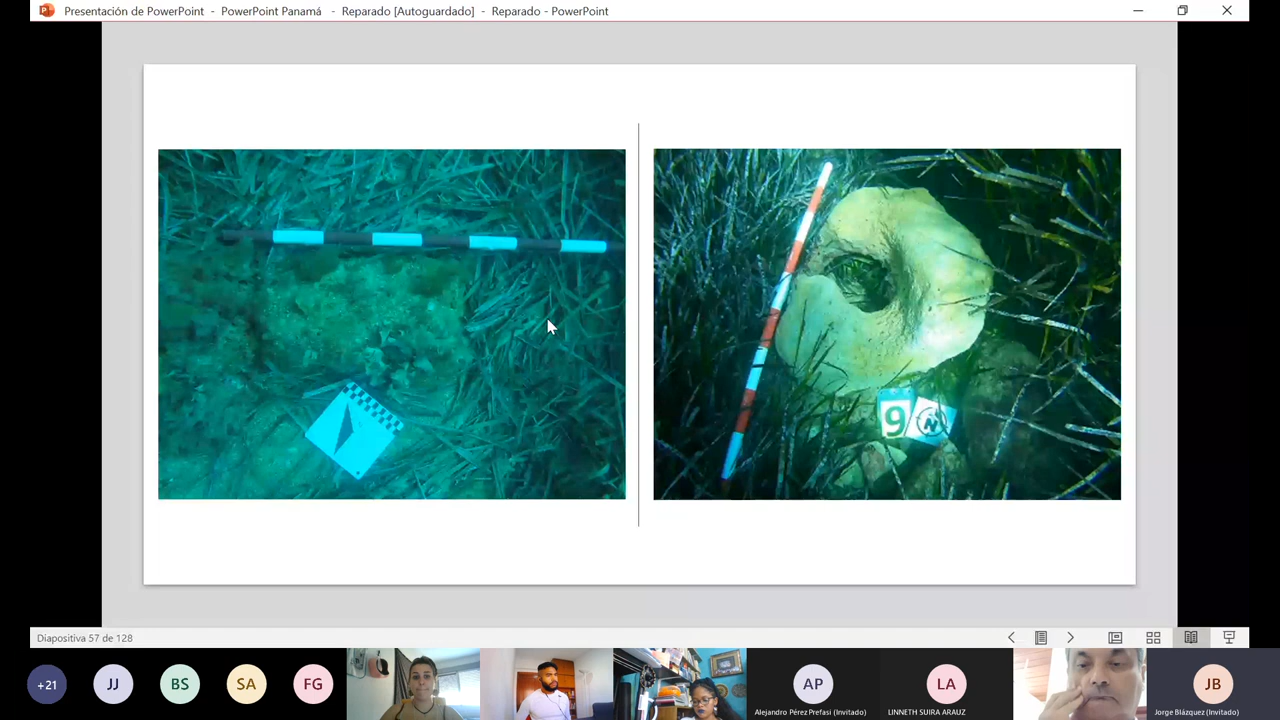 Presentación de PowerPoint - PowerPoint Panamá - Reparado [Autoguardado] - Reparado - PowerPoint
9 N
Diapositiva 57 de 128
+21 JJ BS SA FG AP LA JB
Alejandro Pérez Prefasi (Invitado) LINNETH SUIRA ARAUZ Jorge Blázquez (Invitado)